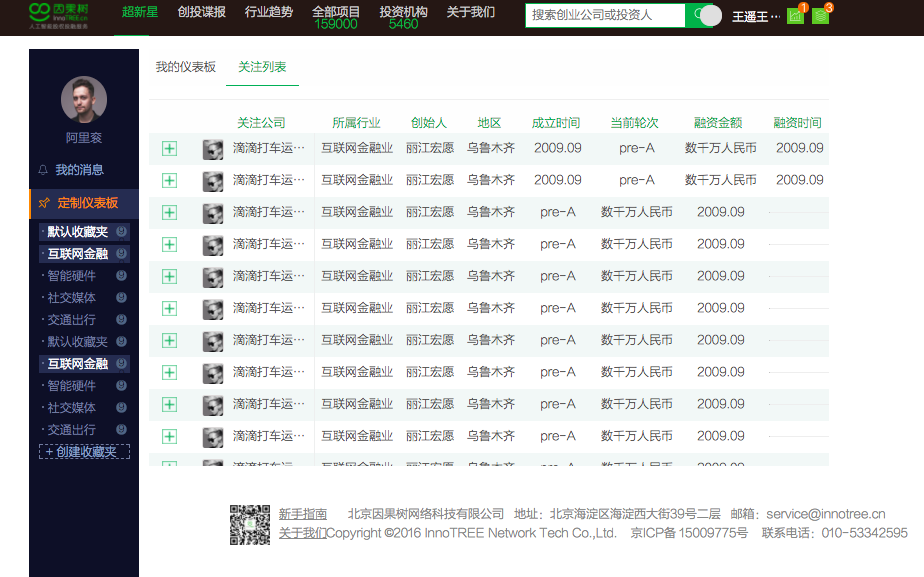 因果树
InnoTREE.cn
人工智能股权投融服务
超新星 创投谍报 行业趋势 全部项目 投资机构 关于我们
159000 5460
搜索创业公司或投资人
王遥王 ···
1 3
阿里衮
我的消息
定制仪表板
· 默认收藏夹
· 互联网金融
· 智能硬件
· 社交媒体
· 交通出行
· 默认收藏夹
· 互联网金融
· 智能硬件
· 社交媒体
· 交通出行
+ 创建收藏夹
我的仪表板 关注列表
关注公司 所属行业 创始人 地区 成立时间 当前轮次 融资金额 融资时间
滴滴打车运··· 互联网金融业 丽江宏愿 乌鲁木齐 2009.09 pre-A 数千万人民币 2009.09
滴滴打车运··· 互联网金融业 丽江宏愿 乌鲁木齐 2009.09 pre-A 数千万人民币 2009.09
滴滴打车运··· 互联网金融业 丽江宏愿 乌鲁木齐 pre-A 数千万人民币 2009.09
滴滴打车运··· 互联网金融业 丽江宏愿 乌鲁木齐 pre-A 数千万人民币 2009.09
滴滴打车运··· 互联网金融业 丽江宏愿 乌鲁木齐 pre-A 数千万人民币 2009.09
滴滴打车运··· 互联网金融业 丽江宏愿 乌鲁木齐 pre-A 数千万人民币 2009.09
滴滴打车运··· 互联网金融业 丽江宏愿 乌鲁木齐 pre-A 数千万人民币 2009.09
滴滴打车运··· 互联网金融业 丽江宏愿 乌鲁木齐 pre-A 数千万人民币 2009.09
滴滴打车运··· 互联网金融业 丽江宏愿 乌鲁木齐 pre-A 数千万人民币 2009.09
滴滴打车运··· 互联网金融业 丽江宏愿 乌鲁木齐 pre-A 数千万人民币 2009.09
滴滴打车运··· 互联网金融业 丽江宏愿 乌鲁木齐 pre-A 数千万人民币 2009.09
新手指南 北京因果树网络科技有限公司 地址：北京海淀区海淀西大街39号二层 邮箱：service@innotree.cn
关于我们 Copyright ©2016 InnoTREE Network Tech Co.,Ltd. 京ICP备15009775号 联系电话：010-53342595